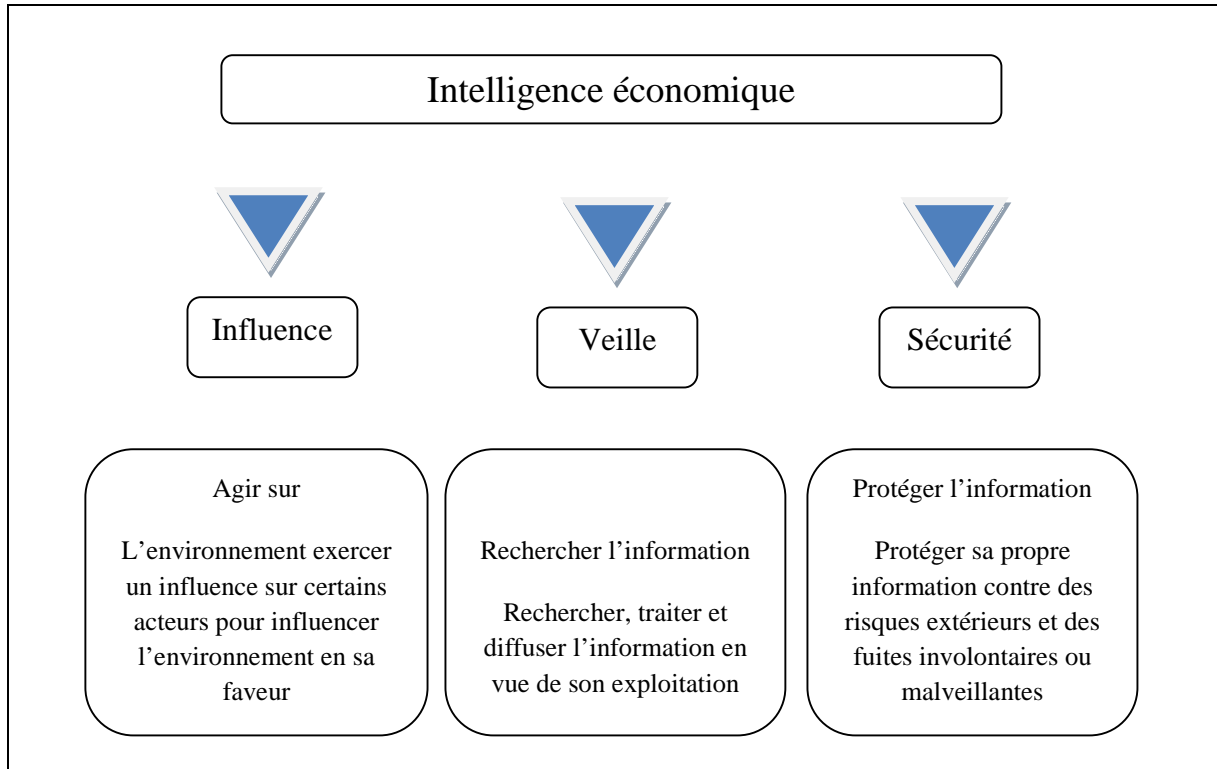 Intelligence économique
Influence
Veille
Sécurité
Agir sur
L’environnement exercer
un influence sur certains
acteurs pour influencer
l’environnement en sa
faveur
Rechercher l’information
Rechercher, traiter et
diffuser l’information en
vue de son exploitation
Protéger l’information
Protéger sa propre
information contre des
risques extérieurs et des
fuites involontaires ou
malveillantes